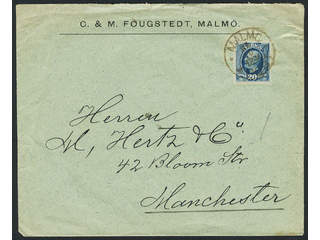 C. & M. FOUGSTEDT, MALMÖ.
MALMÖ
20
Herren
M, Hertz & Co
42 Bloom Str
Manchester